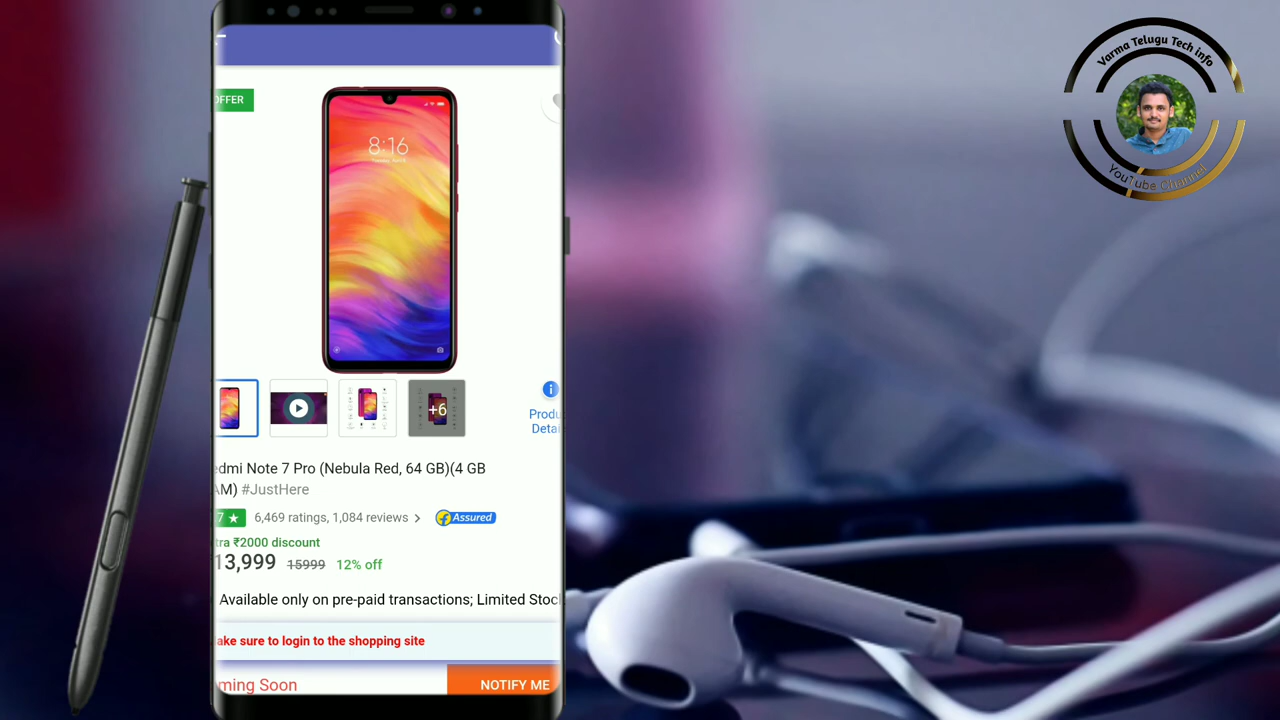 OFFER
8:16
+6
Produ
Detai
edmi Note 7 Pro (Nebula Red, 64 GB)(4 GB
AM) #JustHere
7 ★ 6,469 ratings, 1,084 reviews > f Assured
tra ₹2000 discount
13,999 15999 12% off
Available only on pre-paid transactions; Limited Stoc
ake sure to login to the shopping site
ming Soon NOTIFY ME
Varma Telugu Tech info
YouTube Channel